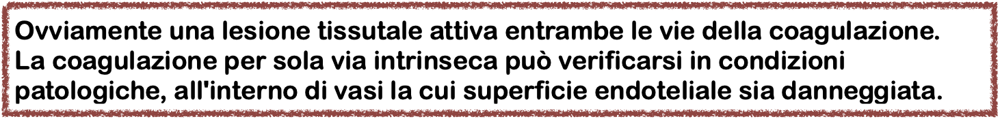 Ovviamente una lesione tissutale attiva entrambe le vie della coagulazione.
La coagulazione per sola via intrinseca può verificarsi in condizioni
patologiche, all'interno di vasi la cui superficie endoteliale sia danneggiata.